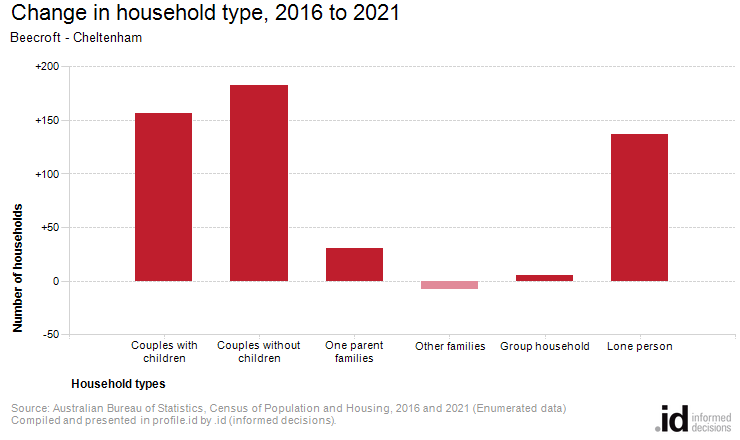 Change in household type, 2016 to 2021
Beecroft - Cheltenham
+200
+150
+100
+50
0
-50
Number of households
Couples with
children
Couples without
children
One parent
families
Other families
Group household
Lone person
Household types
Source: Australian Bureau of Statistics, Census of Population and Housing, 2016 and 2021 (Enumerated data)
Compiled and presented in profile.id by .id (informed decisions).
.id informed
decisions